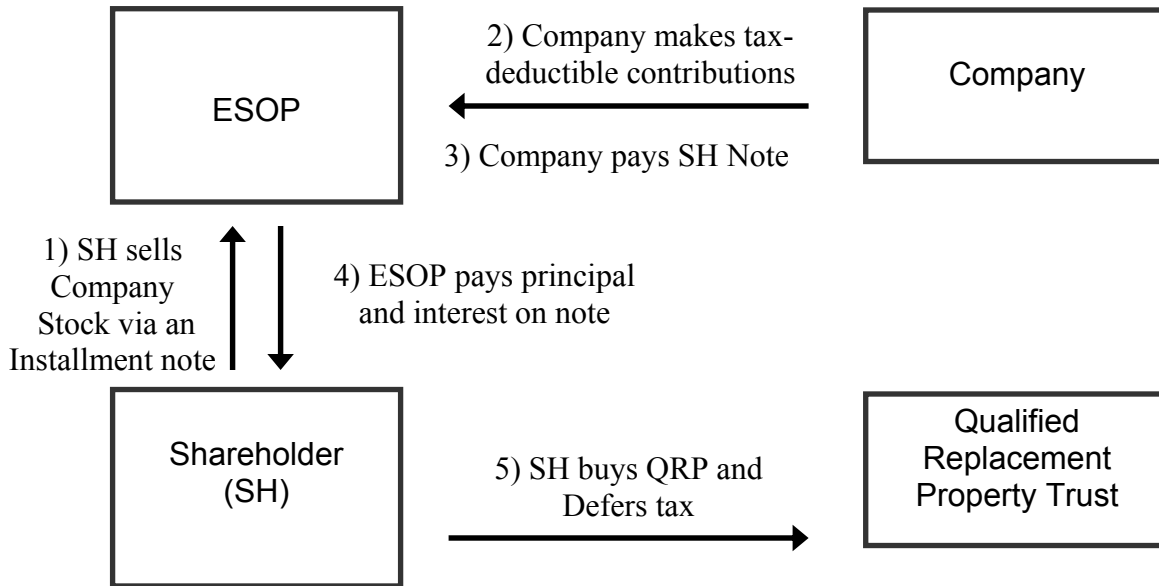 ESOP
2) Company makes tax-
deductible contributions
3) Company pays SH Note
Company
1) SH sells
Company
Stock via an
Installment note
4) ESOP pays principal
and interest on note
Shareholder
(SH)
5) SH buys QRP and
Defers tax
Qualified
Replacement
Property Trust